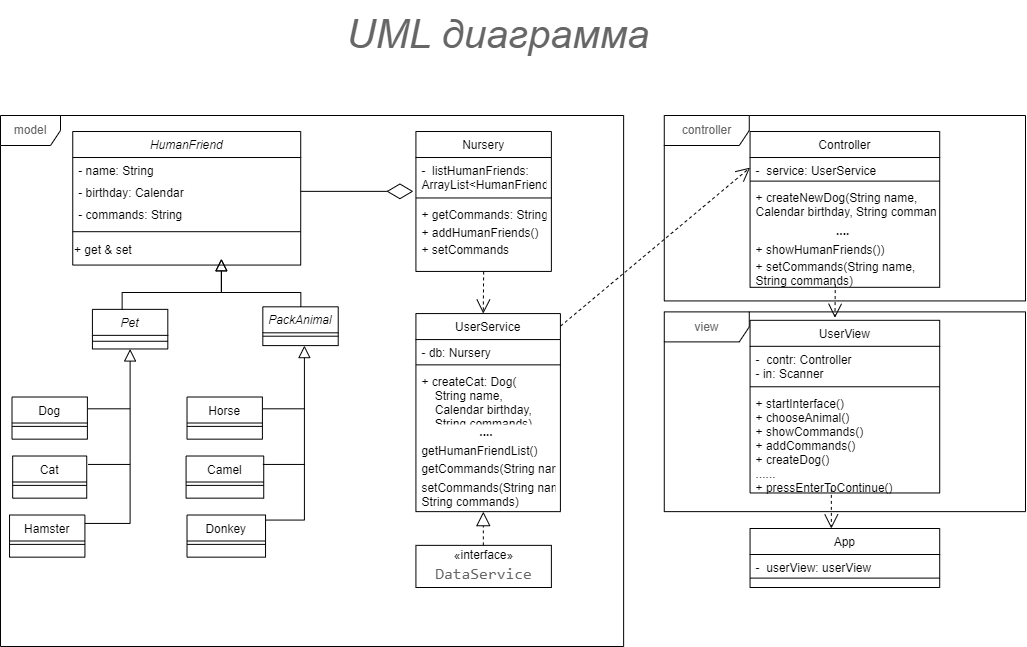 UML диаграмма
model
HumanFriend
- name: String
- birthday: Calendar
- commands: String
+ get & set
Pet
PackAnimal
Dog
Cat
Hamster
Horse
Camel
Donkey
Nursery
- listHumanFriends:
ArrayList<HumanFriend
+ getCommands: String
+ addHumanFriends()
+ setCommands
UserService
- db: Nursery
+ createCat: Dog(
String name,
Calendar birthday,
String commands)
....
getHumanFriendList()
getCommands(String nam
setCommands(String nam
String commands)
«interface»
DataService
controller
Controller
- service: UserService
+ createNewDog(String name,
Calendar birthday, String comman
....
+ showHumanFriends())
+ setCommands(String name,
String commands)
view
UserView
- contr: Controller
- in: Scanner
+ startInterface()
+ chooseAnimal()
+ showCommands()
+ addCommands()
+ createDog()
......
+ pressEnterToContinue()
App
- userView: userView